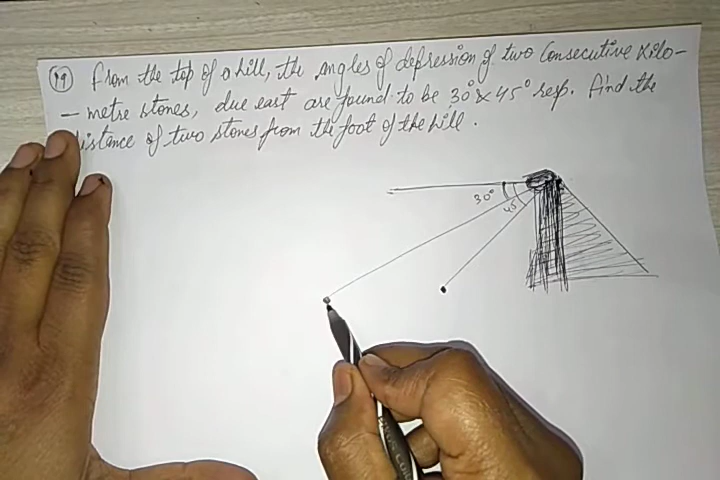 19 from the top of a hill, the angles of depression of two Consecutive Kilo-
- metre stones, due east are found to be 30° & 45° resp. find the
distance of two stones from the foot of the hill.
30°
45